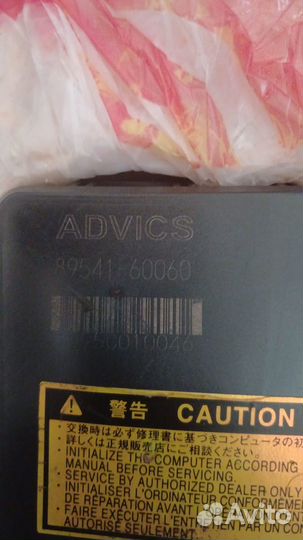 ADVICS
89541-60060
⚠ 警告 CAUTION
・交換時は必ず修理書に基づきコンピュータの初
・詳しくは正規販売店にご相談ください。
・INITIALIZE THE COMPUTER ACCORDING
MANUAL BEFORE SERVICING.
・SERVICE BY AUTHORIZED DEALER ONLY
・INITIALISER L'ORDINATEUR CONFORMÉME
DE RÉPARATION AVANT
・FAIRE EXÉCUTER L'ENTR
AUTORISÉ SEULEMENT.
Avito